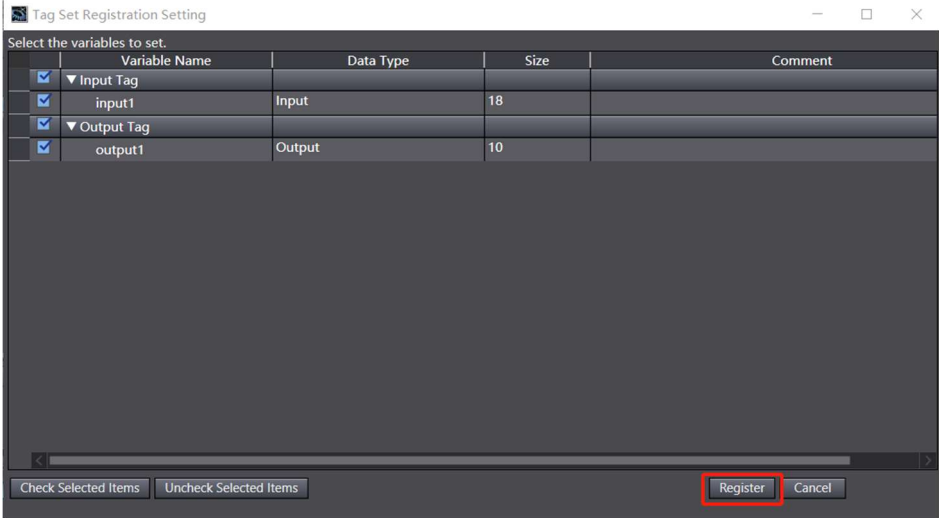 Tag Set Registration Setting
Select the variables to set.
Variable Name Data Type Size Comment
▼ Input Tag
input1 Input 18
▼ Output Tag
output1 Output 10
Check Selected Items Uncheck Selected Items Register Cancel